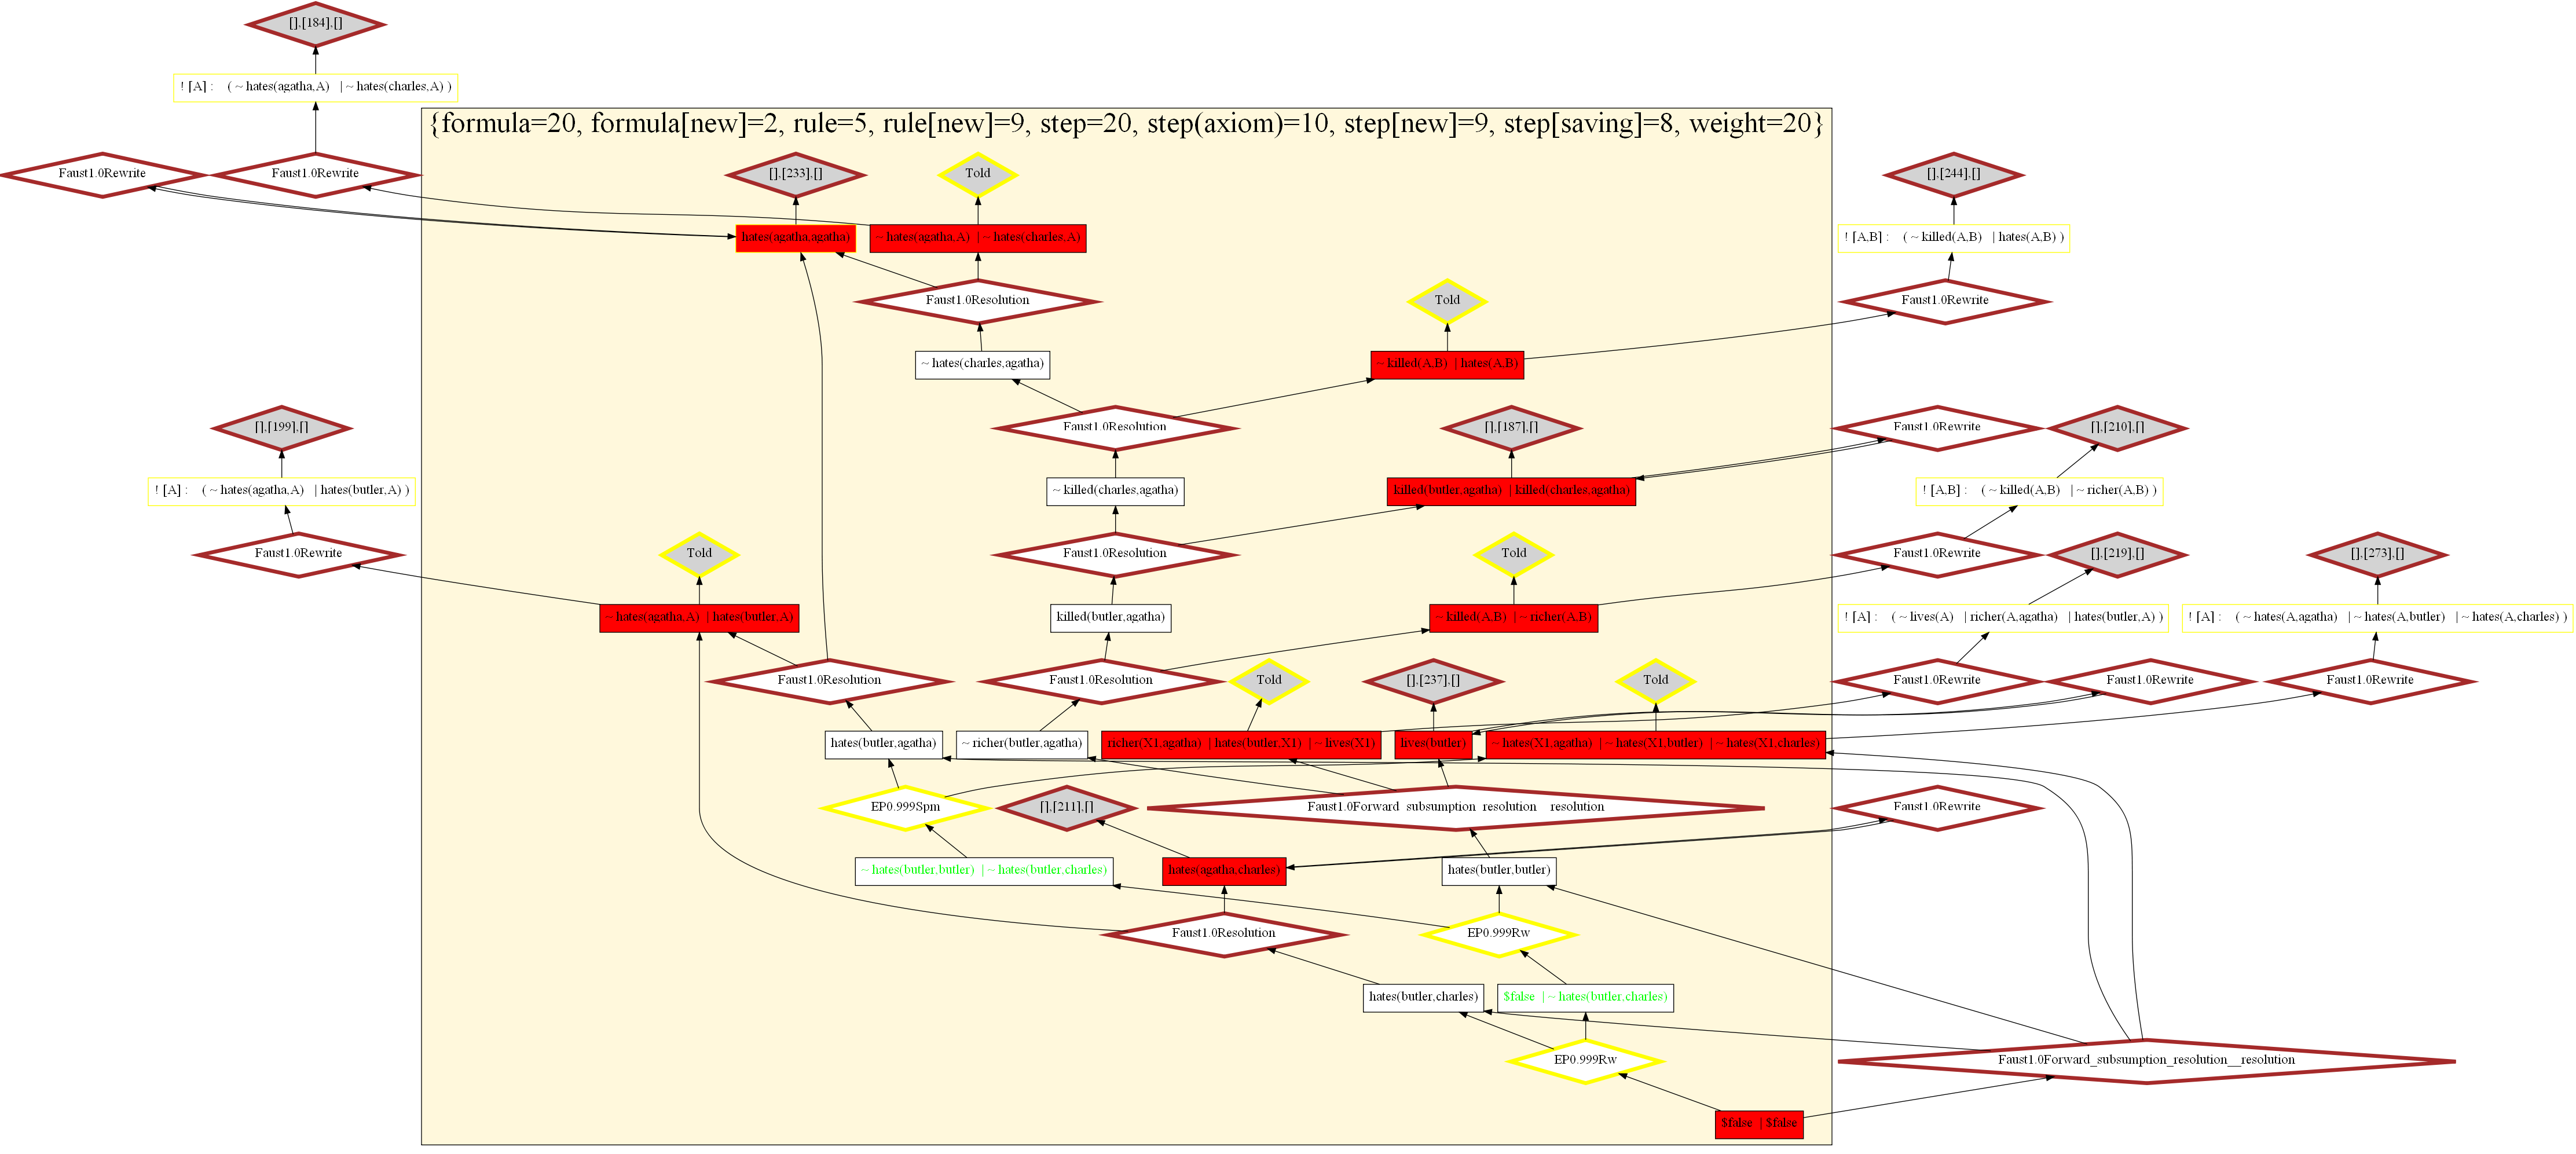 [],[184],[]
! [A] : ( ~ hates(agatha,A) | ~ hates(charles,A) )
{formula=20, formula[new]=2, rule=5, rule[new]=9, step=20, step(axiom)=10, step[new]=9, step[saving]=8, weight=20}
Faust1.0Rewrite
Faust1.0Rewrite
[],[233],[]
Told
[],[244],[]
hates(agatha,agatha)
~ hates(agatha,A) | ~ hates(charles,A)
! [A,B] : ( ~ killed(A,B) | hates(A,B) )
Faust1.0Resolution
Told
Faust1.0Rewrite
~ hates(charles,agatha)
~ killed(A,B) | hates(A,B)
[],[199],[]
Faust1.0Resolution
[],[187],[]
Faust1.0Rewrite
[],[210],[]
! [A] : ( ~ hates(agatha,A) | hates(butler,A) )
~ killed(charles,agatha)
killed(butler,agatha) | killed(charles,agatha)
! [A,B] : ( ~ killed(A,B) | ~ richer(A,B) )
Faust1.0Rewrite
Told
Faust1.0Resolution
Told
Faust1.0Rewrite
[],[219],[]
[],[273],[]
~ hates(agatha,A) | hates(butler,A)
killed(butler,agatha)
~ killed(A,B) | ~ richer(A,B)
! [A] : ( ~ lives(A) | richer(A,agatha) | hates(butler,A) )
! [A] : ( ~ hates(A,agatha) | ~ hates(A,butler) | ~ hates(A,charles) )
Faust1.0Resolution
Faust1.0Resolution
Told
[],[237],[]
Told
Faust1.0Rewrite
Faust1.0Rewrite
Faust1.0Rewrite
hates(butler,agatha)
~ richer(butler,agatha)
richer(X1,agatha) | hates(butler,X1) | ~ lives(X1)
lives(butler)
~ hates(X1,agatha) | ~ hates(X1,butler) | ~ hates(X1,charles)
EP0.999Spm
[],[211],[]
Faust1.0Forward_subsumption_resolution__resolution
Faust1.0Rewrite
~ hates(butler,butler) | ~ hates(butler,charles)
hates(agatha,charles)
hates(butler,butler)
Faust1.0Resolution
EP0.999Rw
hates(butler,charles)
$false | ~ hates(butler,charles)
EP0.999Rw
Faust1.0Forward_subsumption_resolution__resolution
$false | $false